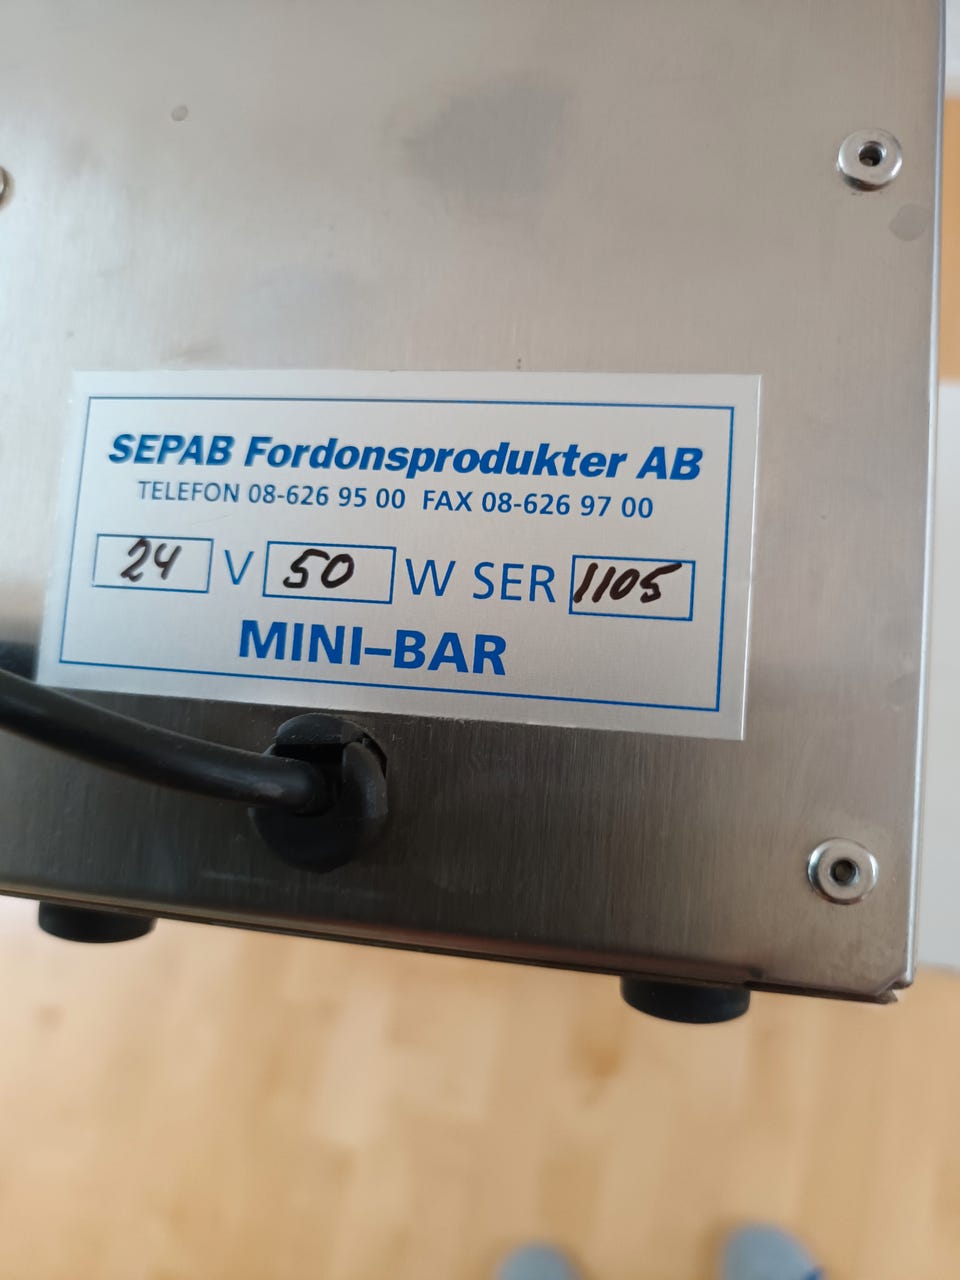 SEPAB Fordonsprodukter AB
TELEFON 08-626 95 00 FAX 08-626 97 00
24 V 50 W SER 1105
MINI-BAR